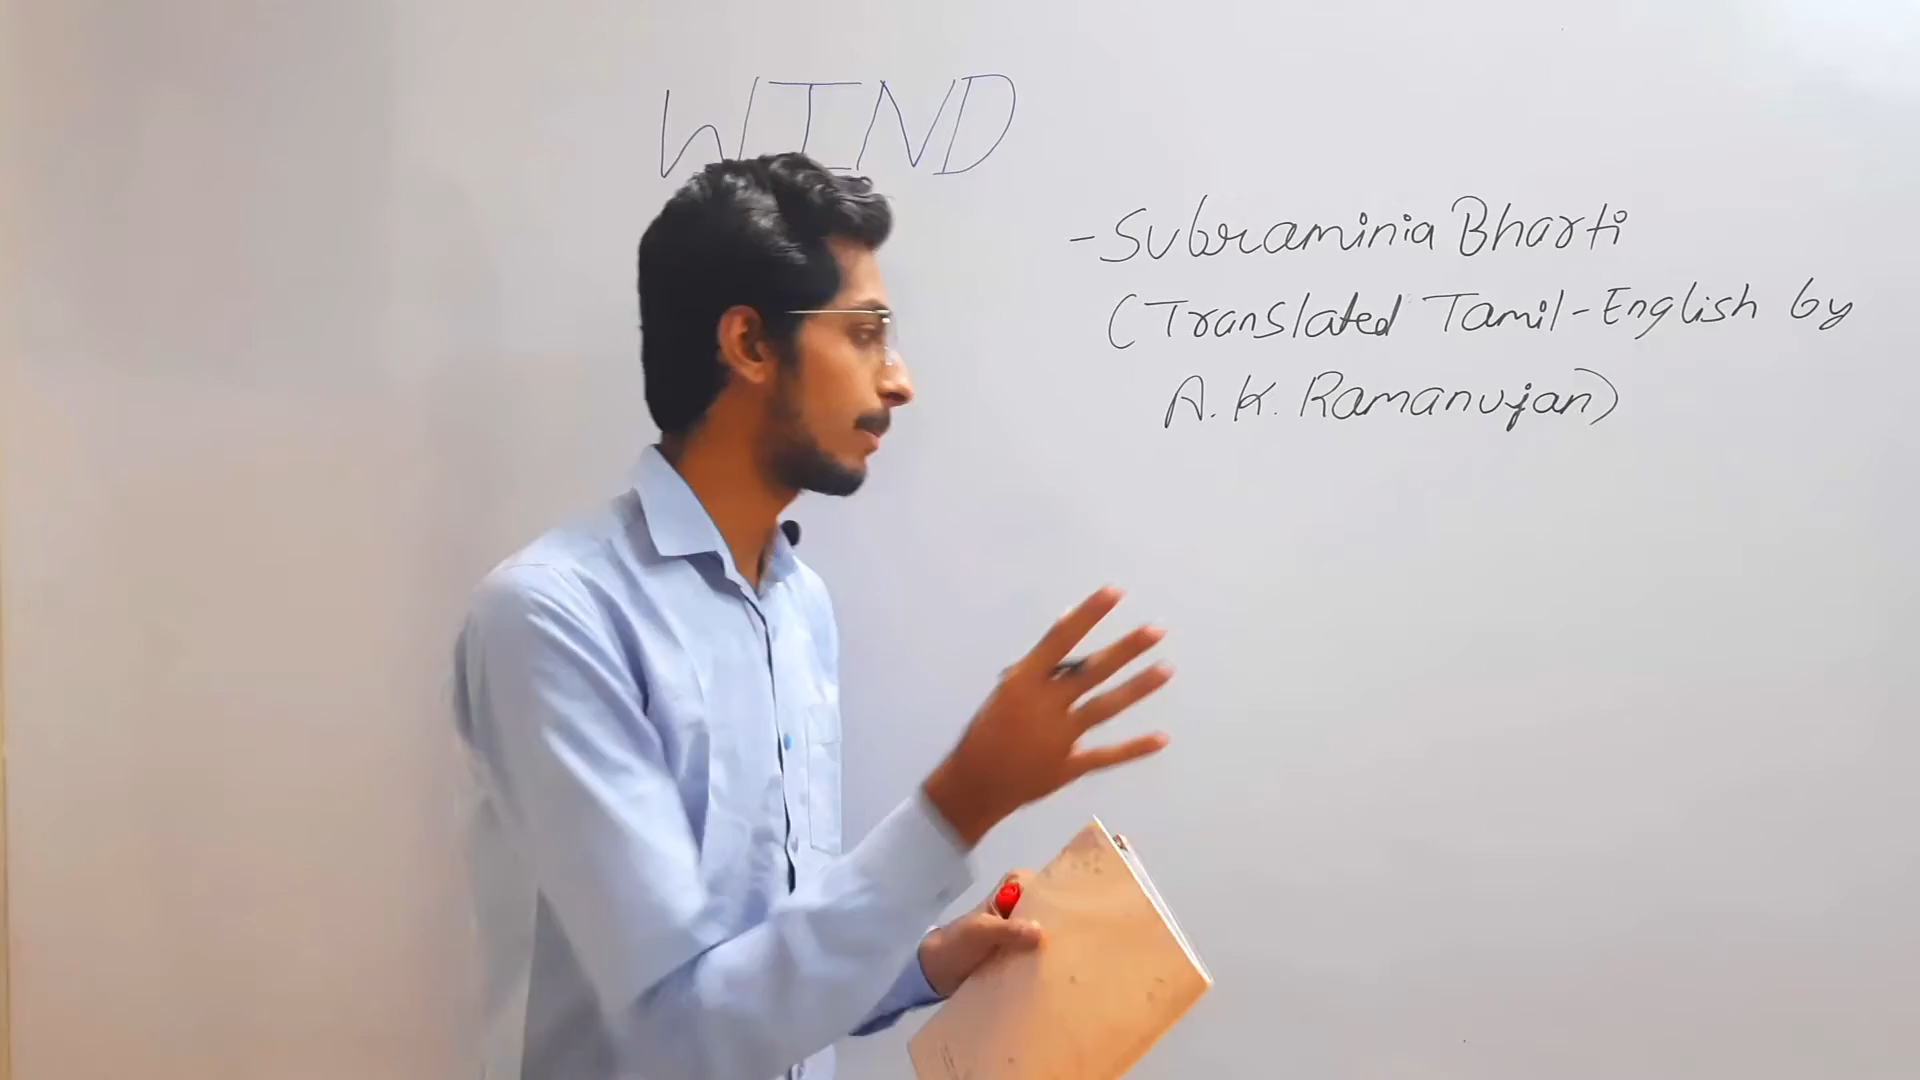 WIND
- Subraminia Bharti
(Translated Tamil-English by
A. K. Ramanujan)